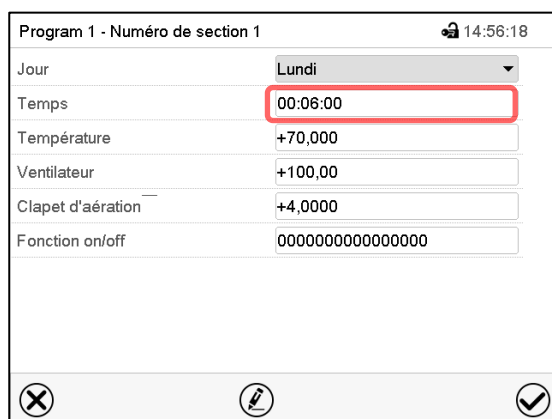 Program 1 - Numéro de section 1 14:56:18
Jour Lundi
Temps 00:06:00
Température +70,000
Ventilateur +100,00
Clapet d'aération +4,0000
Fonction on/off 0000000000000000